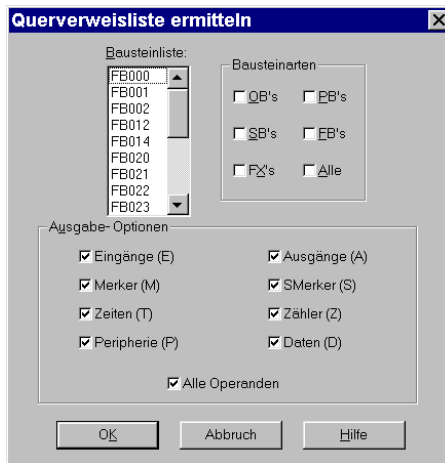 Querverweisliste ermitteln
Bausteinliste:
FB000
FB001
FB002
FB012
FB014
FB020
FB021
FB022
FB023
Bausteinarten
OB's
PB's
SB's
FB's
FX's
Alle
Ausgabe- Optionen
Eingänge (E)
Ausgänge (A)
Merker (M)
SMerker (S)
Zeiten (T)
Zähler (Z)
Peripherie (P)
Daten (D)
Alle Operanden
OK
Abbruch
Hilfe